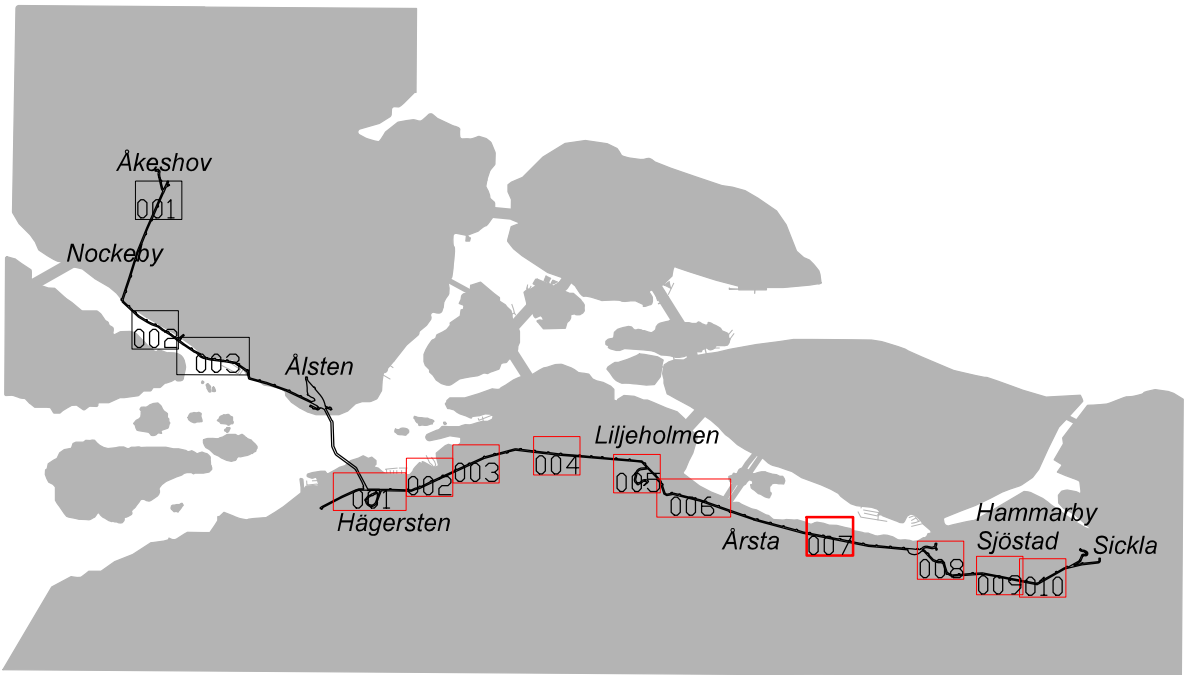 Åkeshov
001
Nockeby
002
003
Ålsten
Liljeholmen
004
003
005
002
001
006
Hägersten
Hammarby
Sjöstad
Årsta
007
Sickla
008
009
010